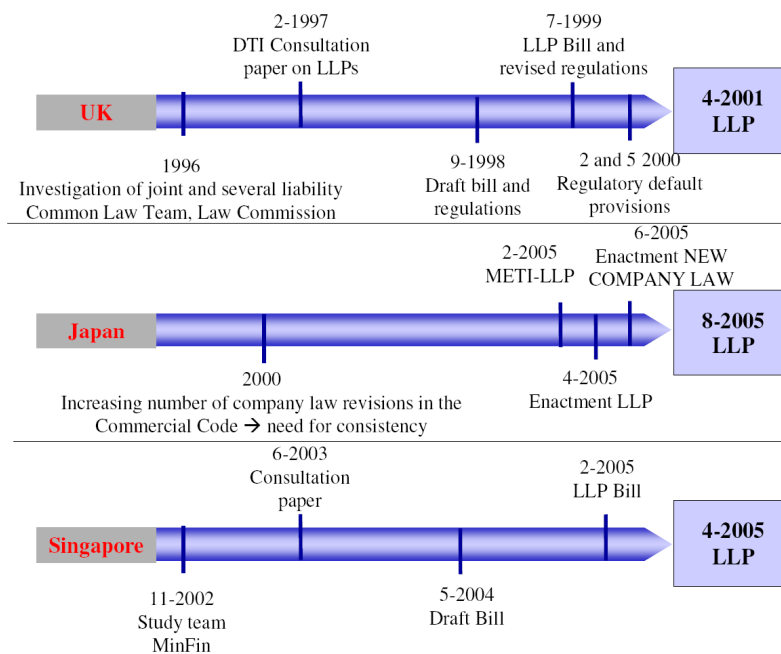 2-1997
DTI Consultation
paper on LLPs
7-1999
LLP Bill and
revised regulations
UK
4-2001
LLP
1996
Investigation of joint and several liability
Common Law Team, Law Commission
9-1998
Draft bill and
regulations
2 and 5 2000
Regulatory default
provisions
2-2005
METI-LLP
6-2005
Enactment NEW
COMPANY LAW
Japan
8-2005
LLP
2000
Increasing number of company law revisions in the
Commercial Code → need for consistency
4-2005
Enactment LLP
6-2003
Consultation
paper
2-2005
LLP Bill
Singapore
4-2005
LLP
11-2002
Study team
MinFin
5-2004
Draft Bill